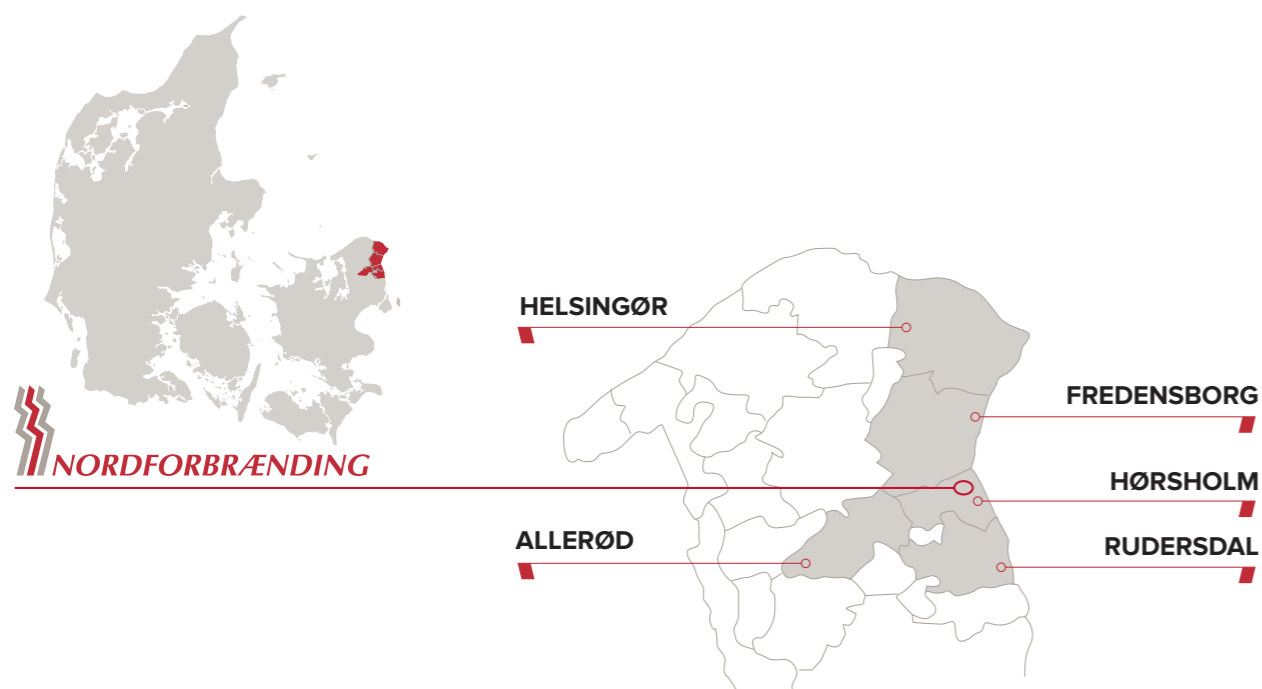 HELSINGØR
FREDENSBORG
NORDFORBRÆNDING
HØRSHOLM
ALLERØD
RUDERSDAL